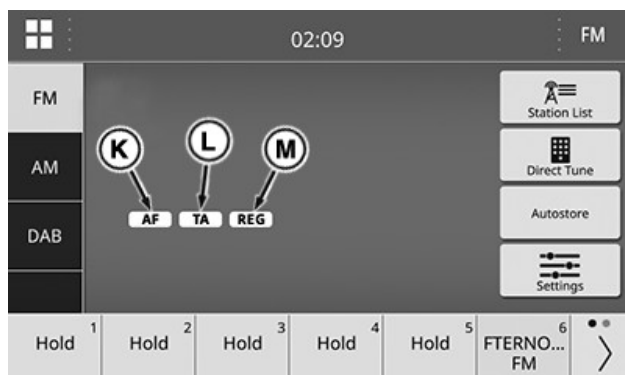 02:09
FM
FM
AM
DAB
K
L
M
AF
TA
REG
Station List
Direct Tune
Autostore
Settings
1
Hold
2
Hold
3
Hold
4
Hold
5
Hold
6
FTERNO...
FM